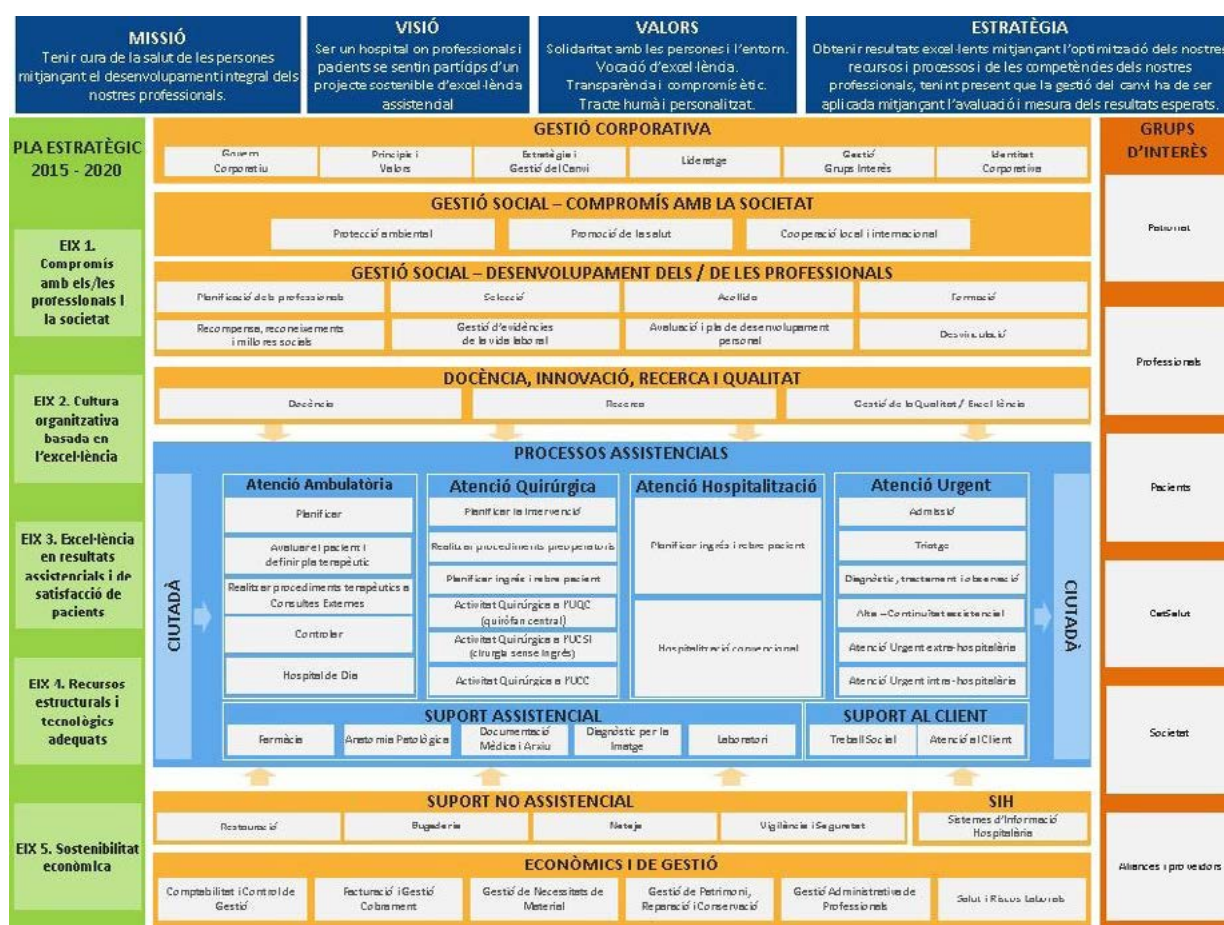 MISSIÓ
Tenir cura de la salut de les persones
mitjançant el desenvolupament integral dels
nostres professionals.
VISIÓ
Ser un hospital on professionals i
pacients se sentin partícips d'un
projecte sostenible d'excel·lència
assistencial
VALORS
Solidaritat amb les persones i l'entorn.
Vocació d'excel·lència.
Transparència i compromís ètic.
Tracte humà i personalitzat.
ESTRATÈGIA
Obtenir resultats excel·lents mitjançant l'optimització dels nostres
recursos i processos i de les competències dels nostres
professionals, tenint present que la gestió del canvi ha de ser
aplicada mitjançant l'avaluació i mesura dels resultats esperats.
PLA ESTRATÈGIC
2015 - 2020
EIX 1.
Compromís
amb els/les
professionals i
la societat
EIX 2. Cultura
organitzativa
basada en
l'excel·lència
EIX 3. Excel·lència
en resultats
assistencials i de
satisfacció de
pacients
EIX 4. Recursos
estructurals i
tecnològics
adequats
EIX 5. Sostenibilitat
econòmica
GESTIÓ CORPORATIVA
Govern
Corporatiu
Principis i
Valors
Estratègia i
Gestió del Canvi
Lideratge
Gestió
Grups Interès
Identitat
Corporativa
GESTIÓ SOCIAL – COMPROMÍS AMB LA SOCIETAT
Protecció ambiental
Promoció de la salut
Cooperació local i internacional
GESTIÓ SOCIAL – DESENVOLUPAMENT DELS / DE LES PROFESSIONALS
Planificació dels professionals
Selecció
Acollida
Formació
Recompensa, reconeixements
i millores socials
Gestió d'evidències
de la vida laboral
Avaluació i pla de desenvolupament
personal
Desvinculació
DOCÈNCIA, INNOVACIÓ, RECERCA I QUALITAT
Docència
Recerca
Gestió de la Qualitat / Excel·lència
PROCESSOS ASSISTENCIALS
CIUTADÀ
Atenció Ambulatòria
Planificar
Avaluar el pacient i
definir pla terapèutic
Realitzar procediments terapèutics a
Consultes Externes
Controlar
Hospital de Dia
Atenció Quirúrgica
Planificar la Intervenció
Realitzar procediments preoperatoris
Planificar ingrés i rebre pacient
Activitat Quirúrgica a l'UQC
(quiròfan central)
Activitat Quirúrgica a l'UCSI
(cirurgia sense ingrés)
Activitat Quirúrgica a l'UCC
Atenció Hospitalització
Planificar ingrés i rebre pacient
Hospitalització convencional
Atenció Urgent
Admissió
Triatge
Diagnòstic, tractament i observació
Alta – Continuïtat assistencial
Atenció Urgent extra-hospitalària
Atenció Urgent intra-hospitalària
CIUTADÀ
SUPORT ASSISTENCIAL
Farmàcia
Anatomia Patològica
Documentació
Mèdica i Arxiu
Diagnòstic per la
Imatge
Laboratori
SUPORT AL CLIENT
Treball Social
Atenció al Client
SUPORT NO ASSISTENCIAL
Restauració
Bugaderia
Neteja
Vigilància i Seguretat
SIH
Sistemes d'Informació
Hospitalària
ECONÒMICS I DE GESTIÓ
Comptabilitat i Control de
Gestió
Facturació i Gestió
Cobrament
Gestió de Necessitats de
Material
Gestió de Patrimoni,
Reparació i Conservació
Gestió Administrativa de
Professionals
Salut i Riscos Laborals
GRUPS
D'INTERÈS
Patronat
Professionals
Pacients
CatSalut
Societat
Aliances i proveïdors